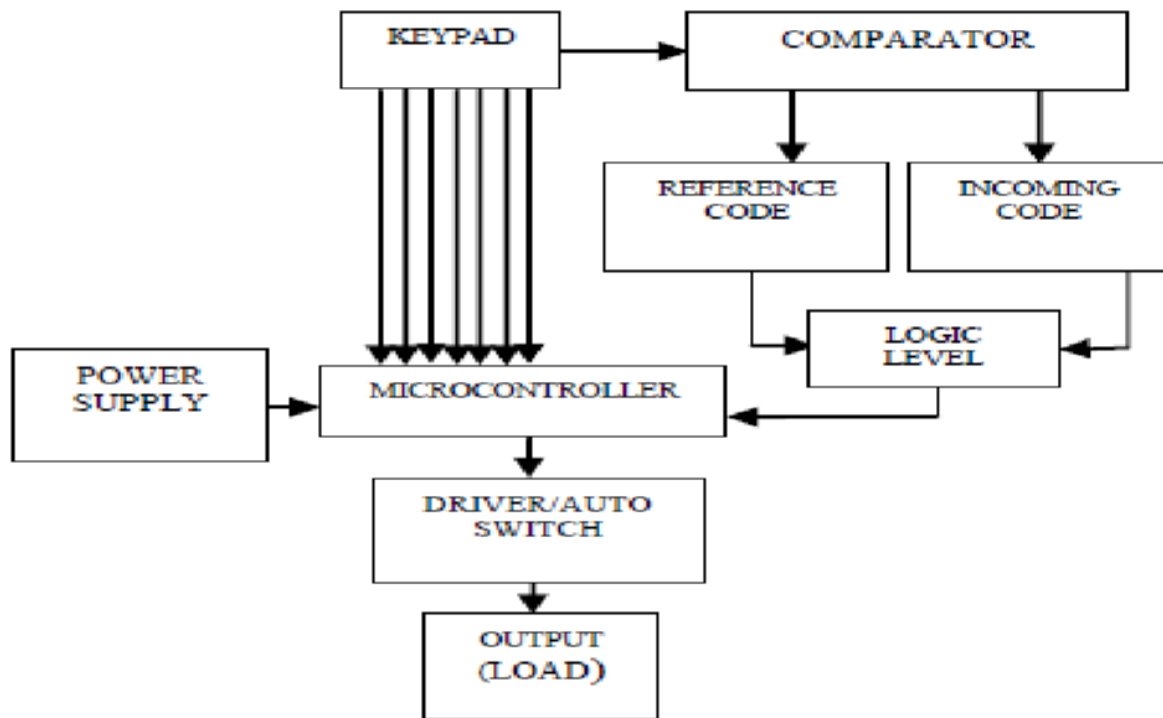 KEYPAD
COMPARATOR
REFERENCE
CODE
INCOMING
CODE
LOGIC
LEVEL
POWER
SUPPLY
MICROCONTROLLER
DRIVER/AUTO
SWITCH
OUTPUT
(LOAD)